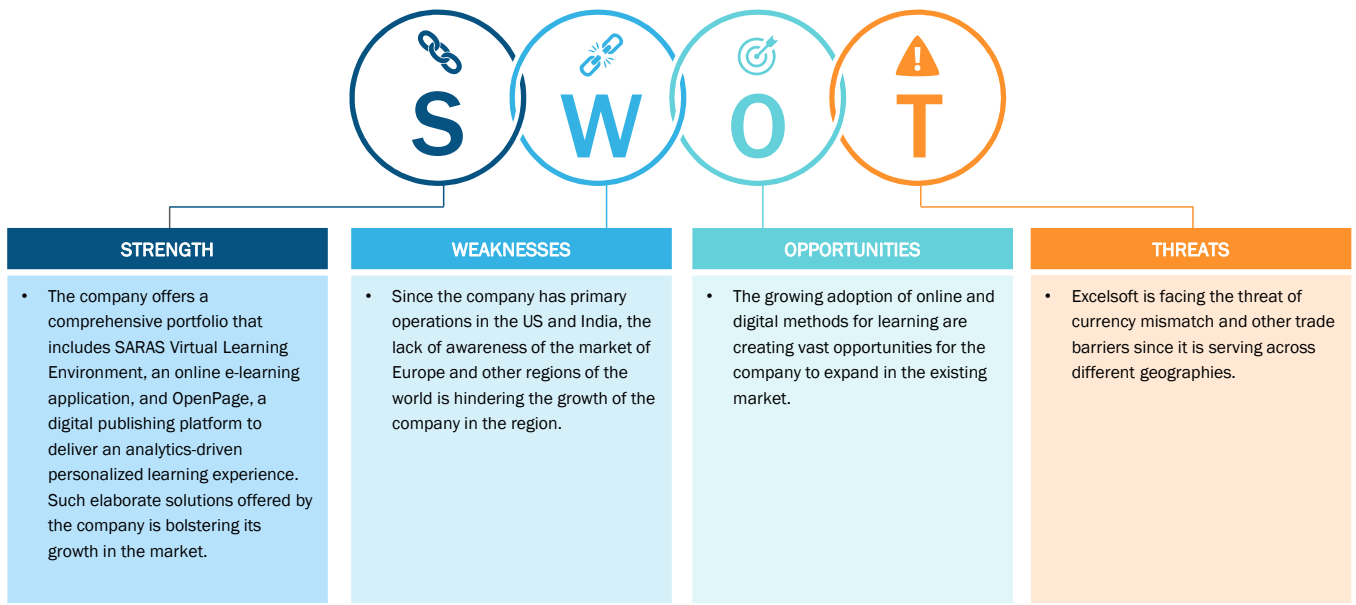 S
W
O
T
STRENGTH
• The company offers a
comprehensive portfolio that
includes SARAS Virtual Learning
Environment, an online e-learning
application, and OpenPage, a
digital publishing platform to
deliver an analytics-driven
personalized learning experience.
Such elaborate solutions offered by
the company is bolstering its
growth in the market.
WEAKNESSES
• Since the company has primary
operations in the US and India, the
lack of awareness of the market of
Europe and other regions of the
world is hindering the growth of the
company in the region.
OPPORTUNITIES
• The growing adoption of online and
digital methods for learning are
creating vast opportunities for the
company to expand in the existing
market.
THREATS
• Excelsoft is facing the threat of
currency mismatch and other trade
barriers since it is serving across
different geographies.